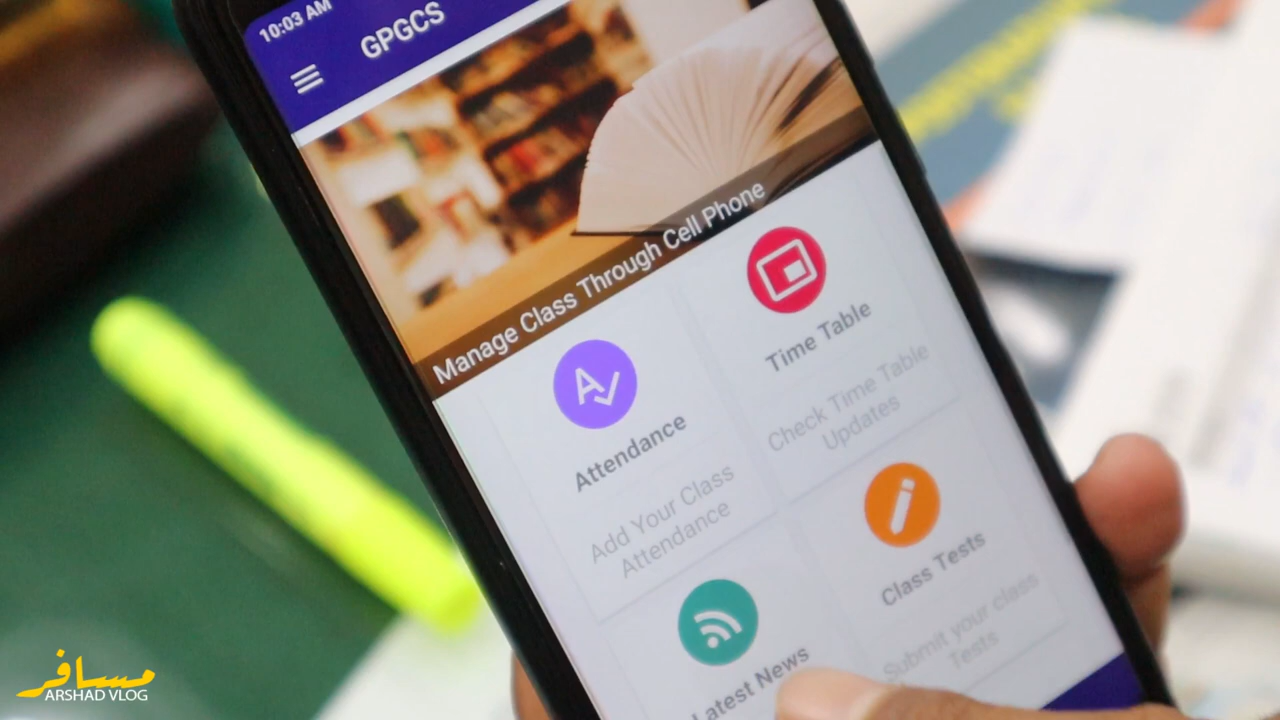 10:03 AM
GPGCS
Manage Class Through Cell Phone
Attendance
Add Your Class
Attendance
Time Table
Check Time Table
Updates
Latest News
Class Tests
Submit your class
Tests
مسافر
ARSHAD VLOG